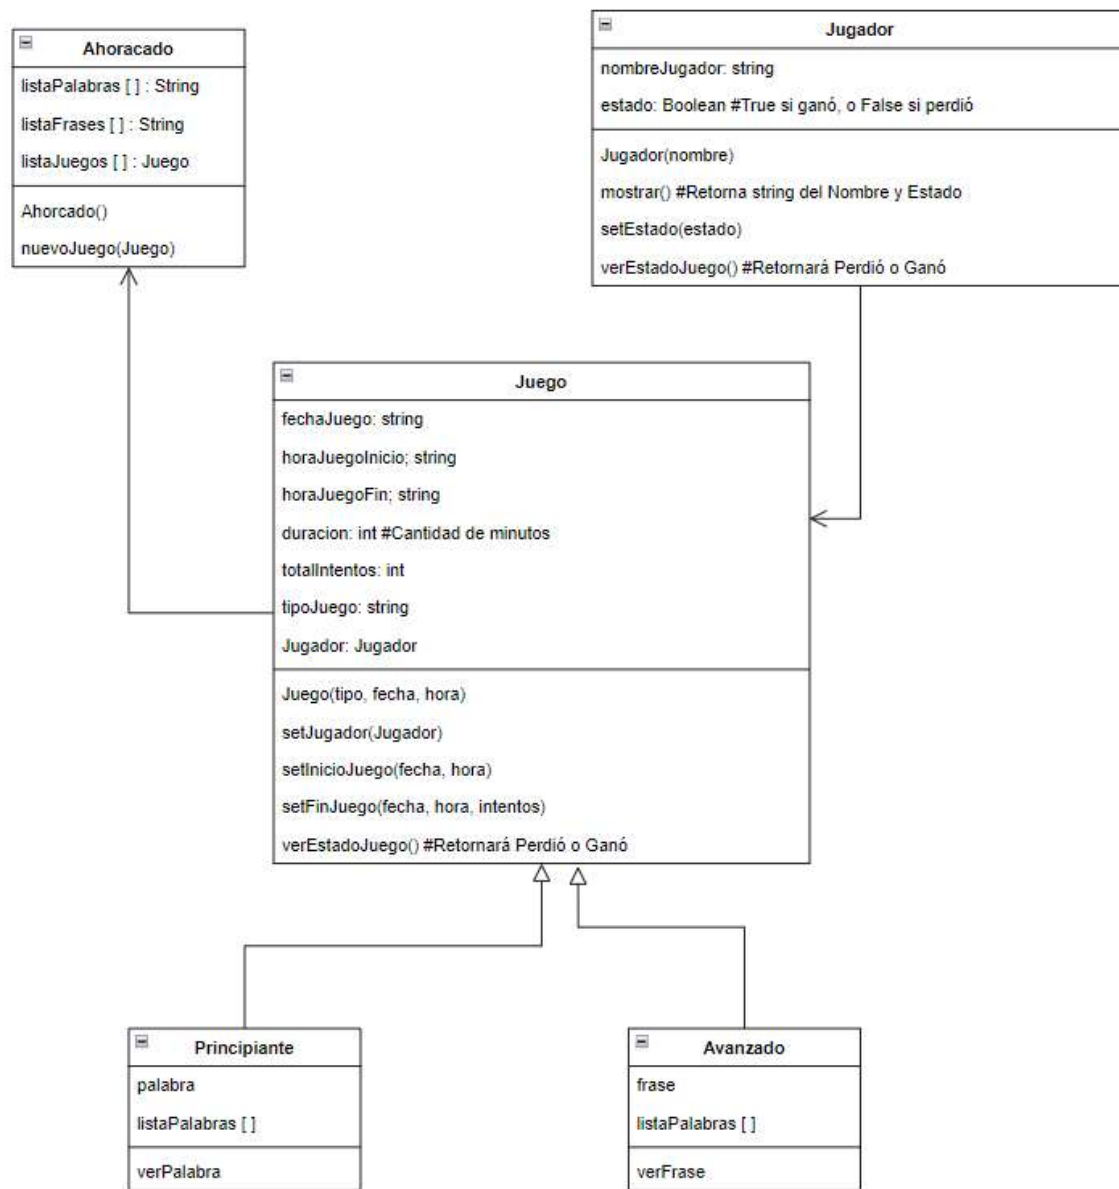 Ahoracado
listaPalabras [ ] : String
listaFrases [ ] : String
listaJuegos [ ] : Juego
Ahorcado()
nuevoJuego(Juego)
Jugador
nombreJugador: string
estado: Boolean #True si ganó, o False si perdió
Jugador(nombre)
mostrar() #Retorna string del Nombre y Estado
setEstado(estado)
verEstadoJuego() #Retornará Perdió o Ganó
Juego
fechaJuego: string
horaJuegoInicio; string
horaJuegoFin; string
duracion: int #Cantidad de minutos
totalIntentos: int
tipoJuego: string
Jugador: Jugador
Juego(tipo, fecha, hora)
setJugador(Jugador)
setInicioJuego(fecha, hora)
setFinJuego(fecha, hora, intentos)
verEstadoJuego() #Retornará Perdió o Ganó
Principiante
palabra
listaPalabras [ ]
verPalabra
Avanzado
frase
listaPalabras [ ]
verFrase